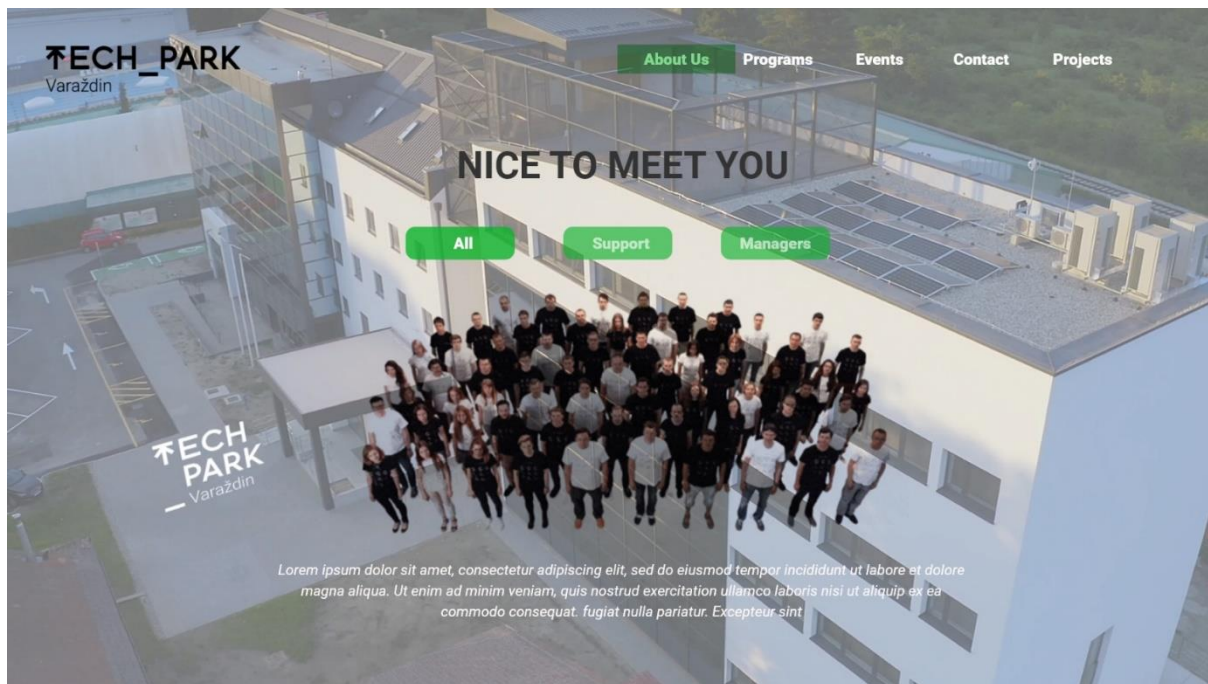 TECH_PARK
Varaždin
About Us Programs Events Contact Projects
NICE TO MEET YOU
All Support Managers
TECH
PARK
_ Varaždin
Lorem ipsum dolor sit amet, consectetur adipiscing elit, sed do eiusmod tempor incididunt ut labore et dolore
magna aliqua. Ut enim ad minim veniam, quis nostrud exercitation ullamco laboris nisi ut aliquip ex ea
commodo consequat. fugiat nulla pariatur. Excepteur sint